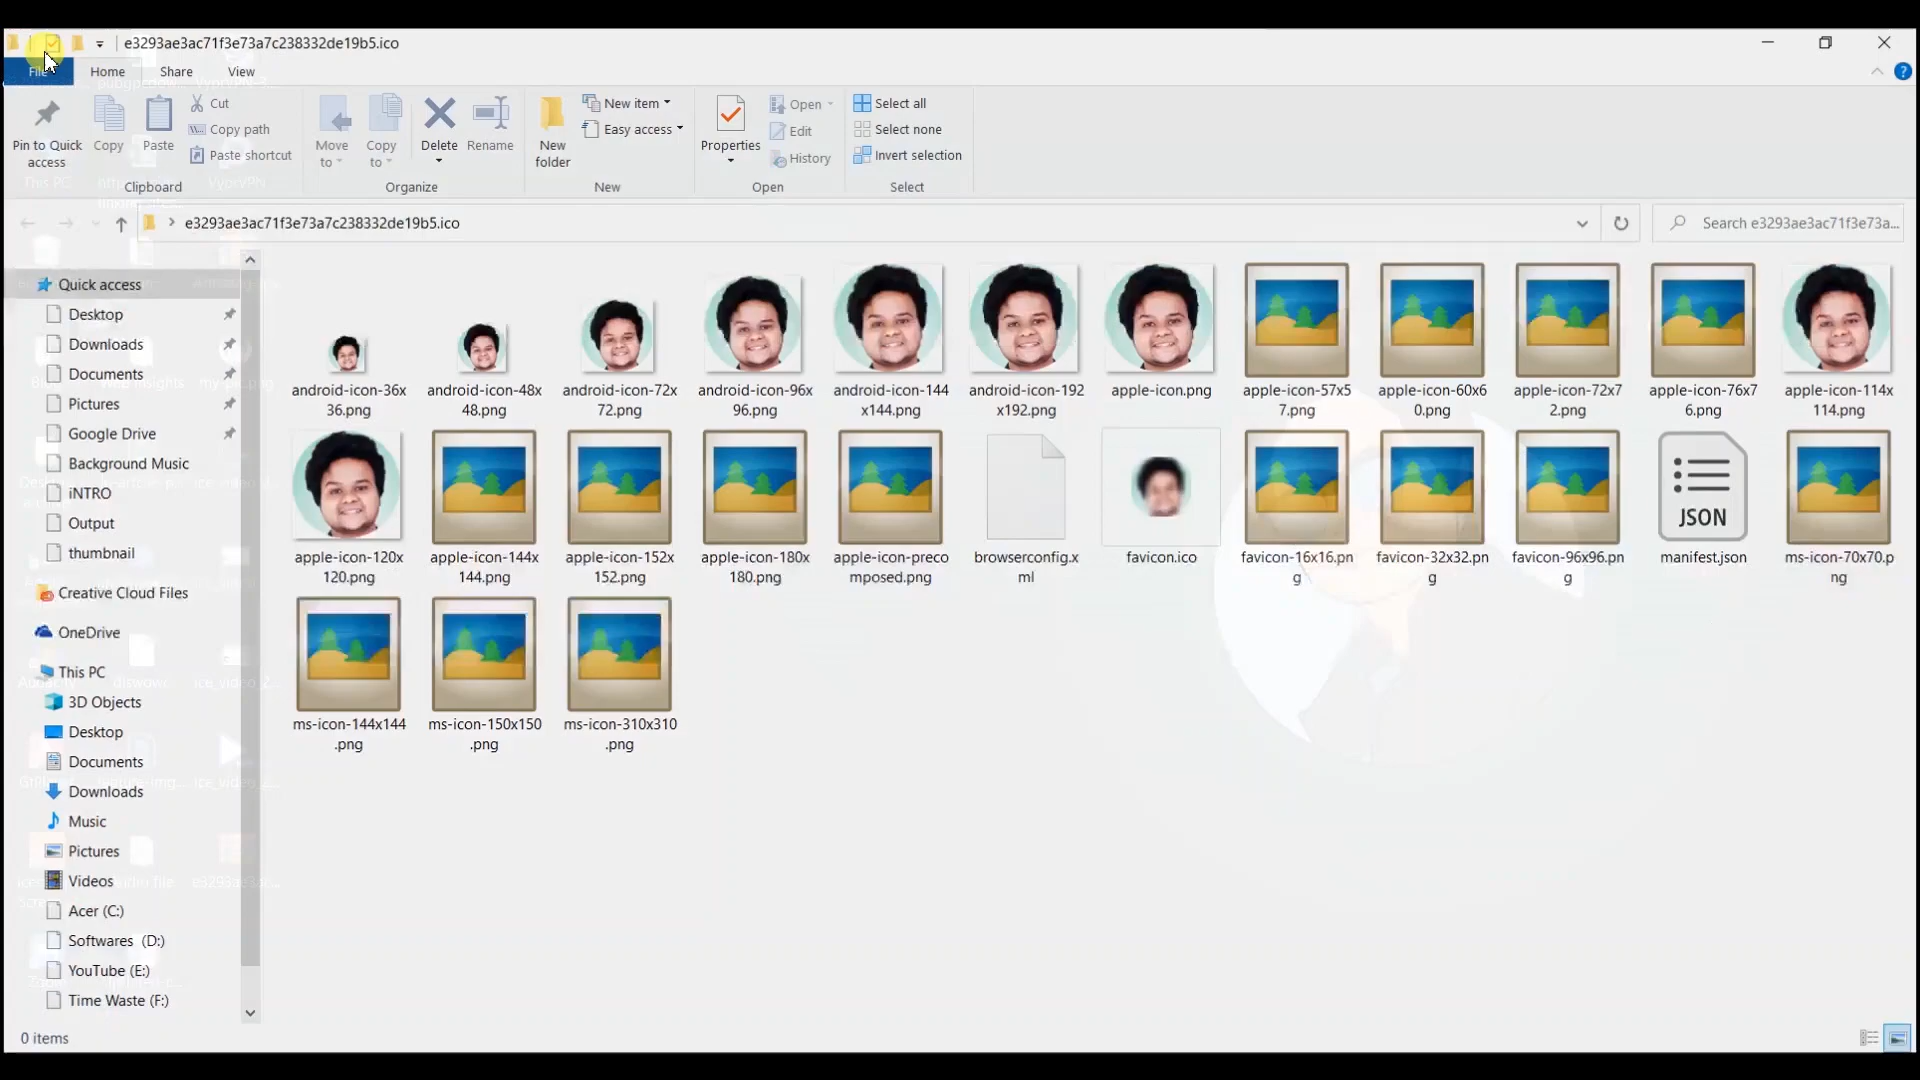 e3293ae3ac71f3e73a7c238332de19b5.ico
File
Home
Share
View
Pin to Quick
access
Copy
Paste
Cut
Copy path
Paste shortcut
Clipboard
Move
to
Copy
to
Delete
Rename
Organize
New
folder
New item
Easy access
New
Properties
Open
Edit
History
Open
Select all
Select none
Invert selection
Select
e3293ae3ac71f3e73a7c238332de19b5.ico
Search e3293ae3ac71f3e73a...
Quick access
Desktop
Downloads
Documents
Pictures
Google Drive
Background Music
iNTRO
Output
thumbnail
Creative Cloud Files
OneDrive
This PC
3D Objects
Desktop
Documents
Downloads
Music
Pictures
Videos
Acer (C:)
Softwares (D:)
YouTube (E:)
Time Waste (F:)
android-icon-36x
36.png
android-icon-48x
48.png
android-icon-72x
72.png
android-icon-96x
96.png
android-icon-144
x144.png
android-icon-192
x192.png
apple-icon.png
apple-icon-57x5
7.png
apple-icon-60x6
0.png
apple-icon-72x7
2.png
apple-icon-76x7
6.png
apple-icon-114x
114.png
apple-icon-120x
120.png
apple-icon-144x
144.png
apple-icon-152x
152.png
apple-icon-180x
180.png
apple-icon-preco
mposed.png
browserconfig.x
ml
favicon.ico
favicon-16x16.pn
g
favicon-32x32.pn
g
favicon-96x96.pn
g
JSON
manifest.json
ms-icon-70x70.p
ng
ms-icon-144x144
.png
ms-icon-150x150
.png
ms-icon-310x310
.png
0 items